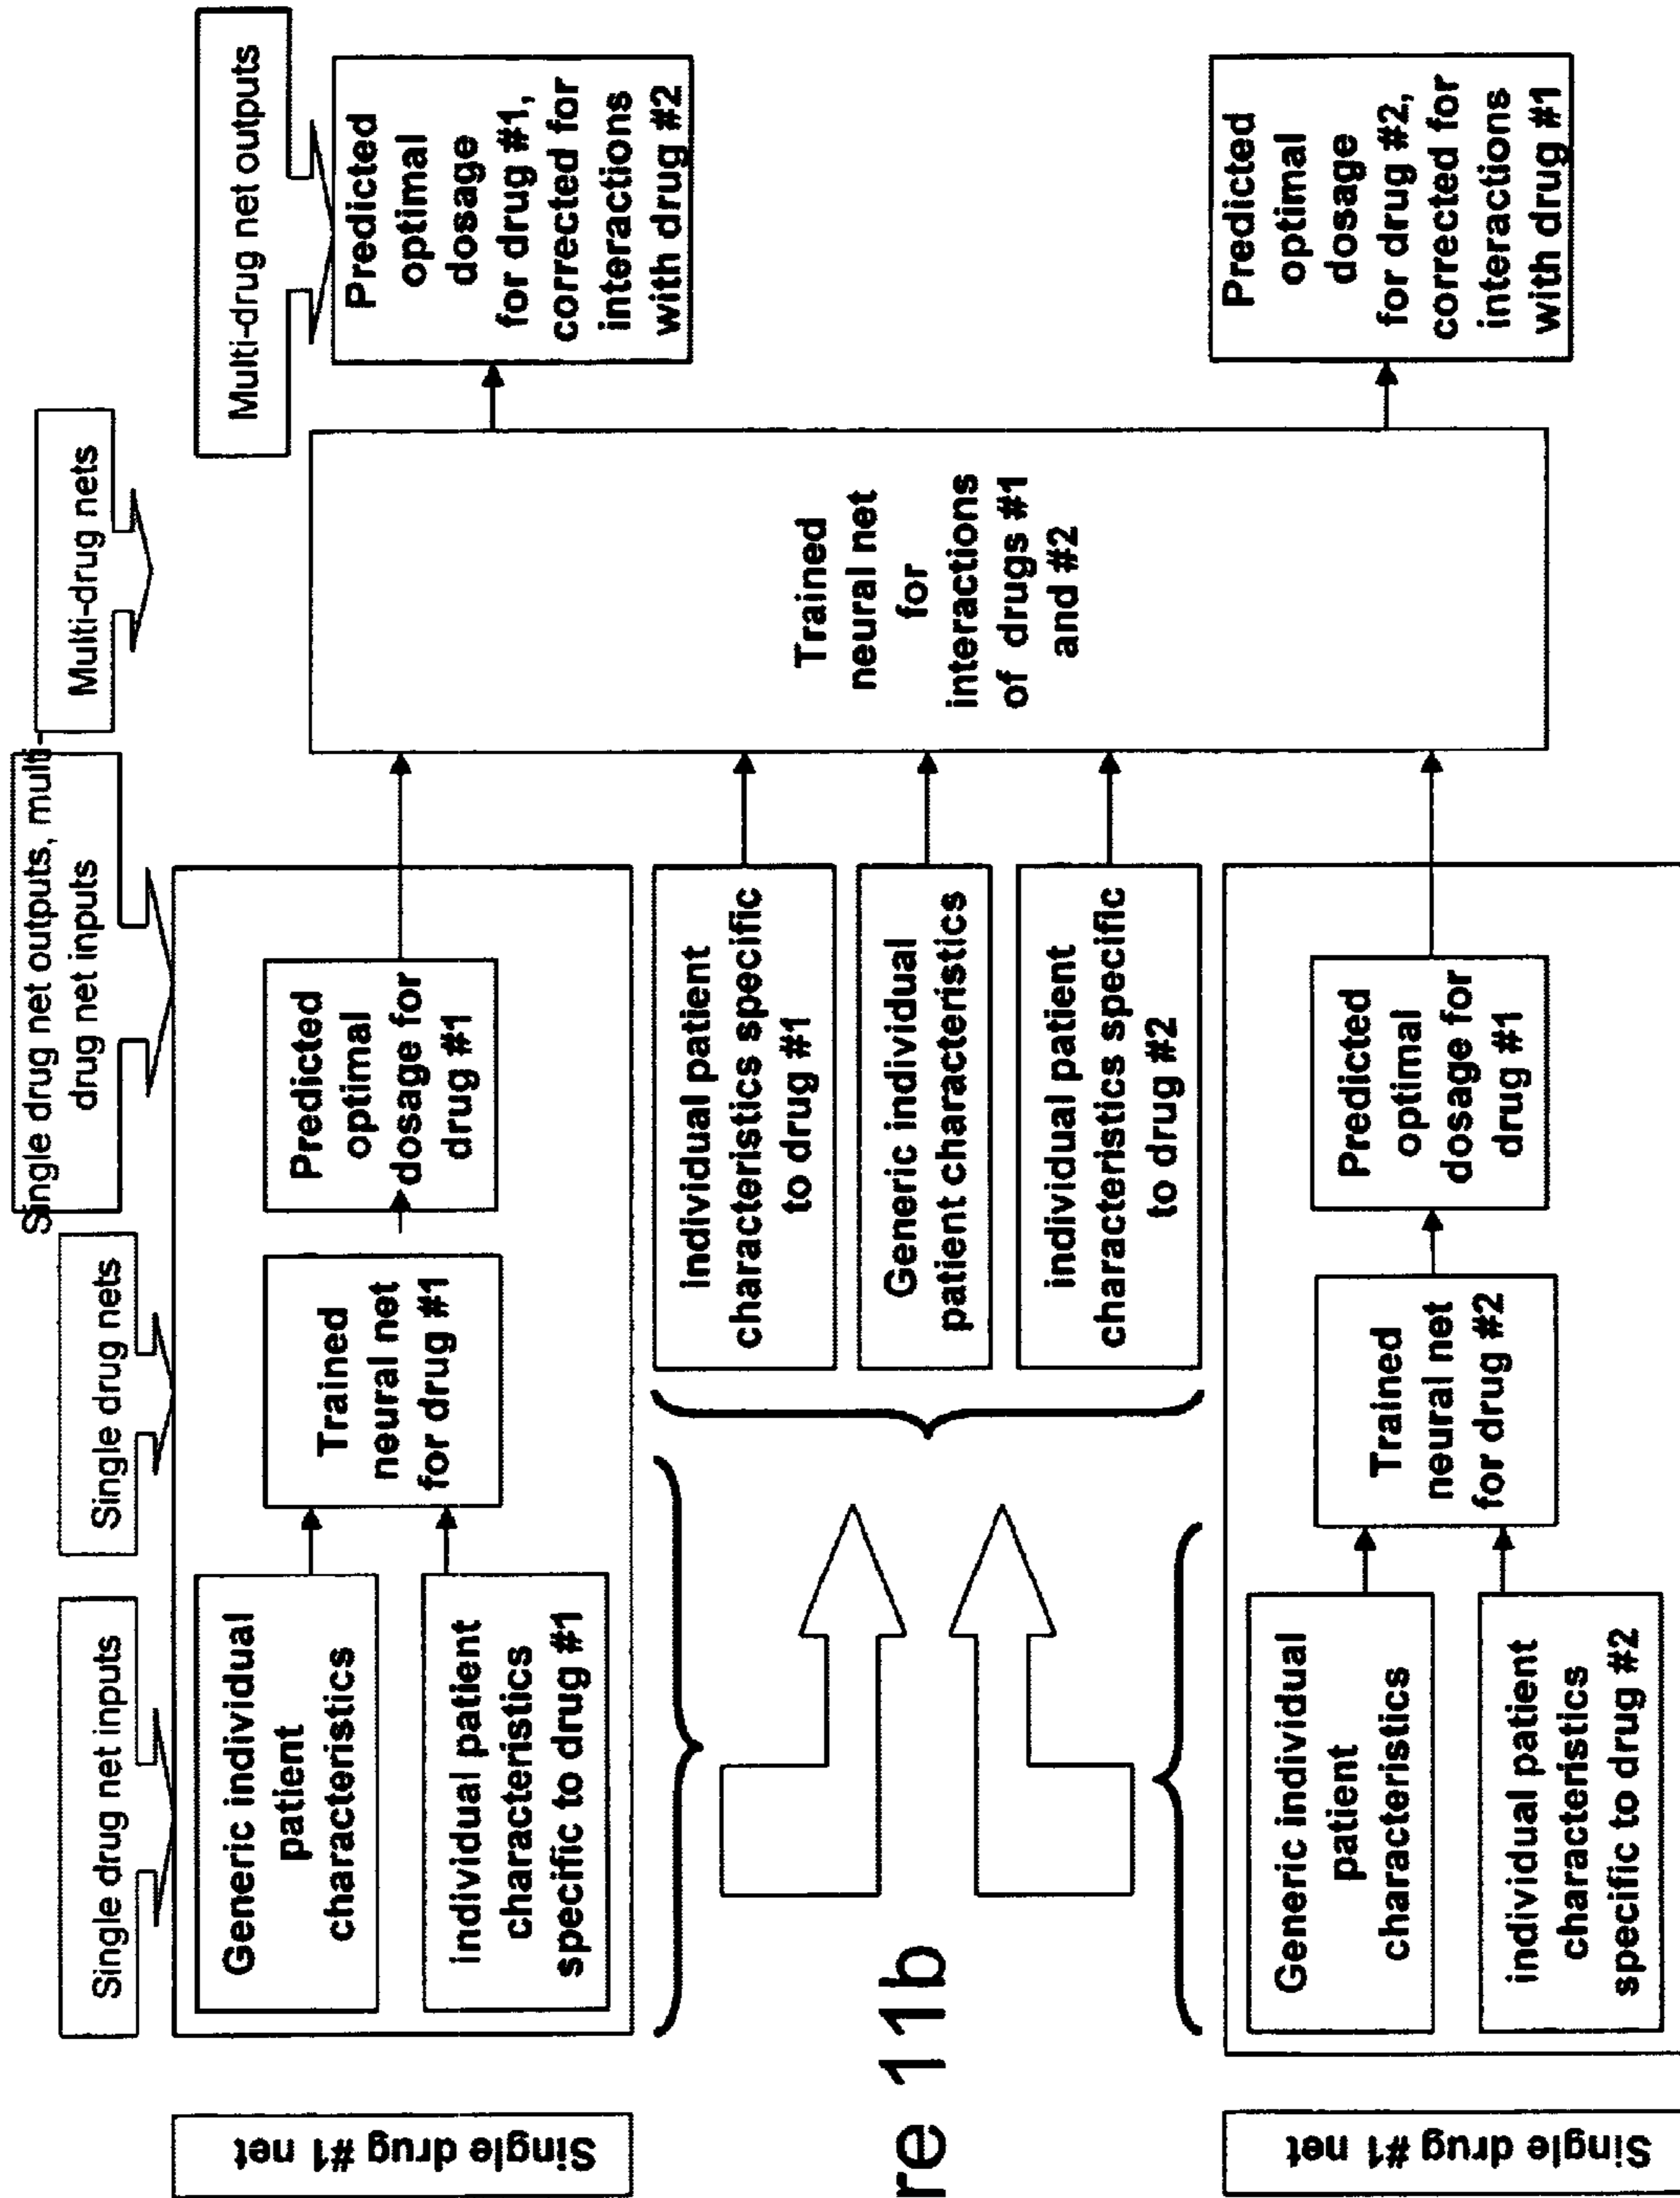 Single drug net inputs
Single drug nets
Single drug net outputs, multi-
drug net inputs
Multi-drug nets
Multi-drug net outputs
Single drug #1 net
Generic individual
patient
characteristics
individual patient
characteristics
specific to drug #1
Trained
neural net
for drug #1
Predicted
optimal
dosage for
drug #1
individual patient
characteristics specific
to drug #1
Generic individual
patient characteristics
individual patient
characteristics specific
to drug #2
Trained
neural net
for
interactions
of drugs #1
and #2
Predicted
optimal
dosage
for drug #1,
corrected for
interactions
with drug #2
Predicted
optimal
dosage
for drug #2,
corrected for
interactions
with drug #1
re 11b
Single drug #1 net
Generic individual
patient
characteristics
individual patient
characteristics
specific to drug #2
Trained
neural net
for drug #2
Predicted
optimal
dosage for
drug #1